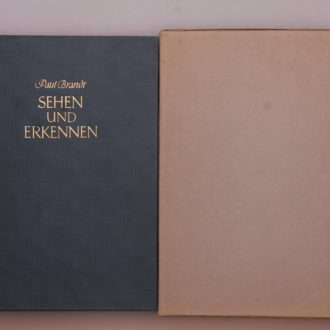 Paul Brandt
SEHEN
UND
ERKENNEN